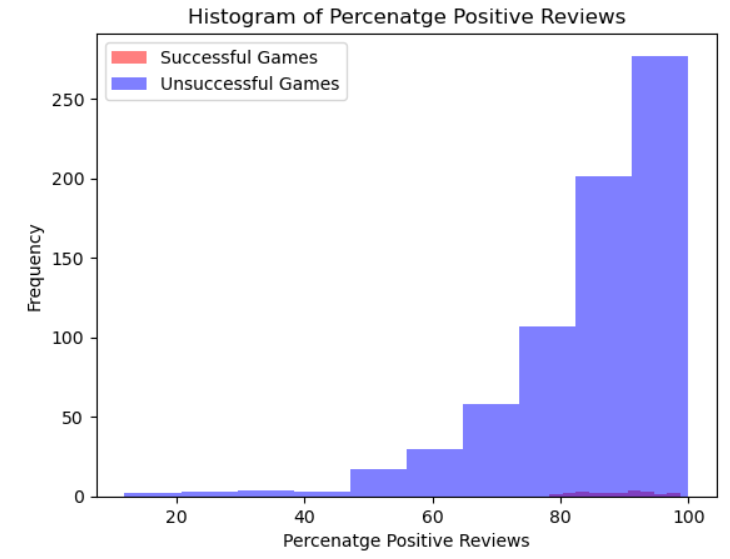 Histogram of Percenatge Positive Reviews
Successful Games
Unsuccessful Games
250
200
150
100
50
0
Frequency
20 40 60 80 100
Percenatge Positive Reviews